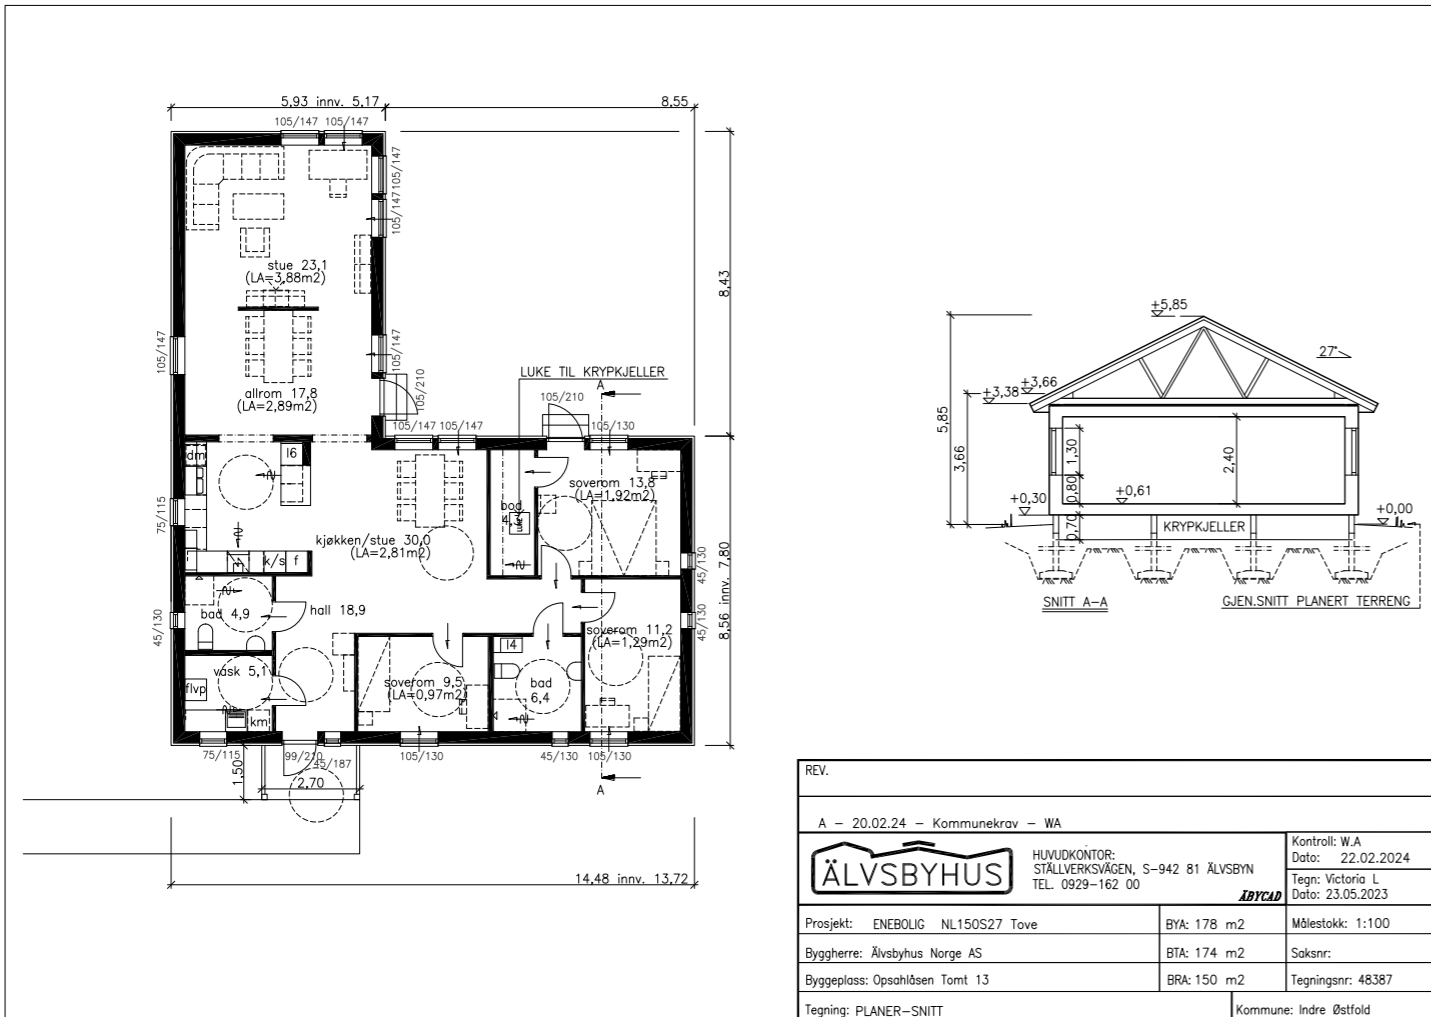 5,93 innv. 5,17
8,55
105/147
105/147
105/147
105/147
stue 23,1
(LA=3,88m2)
8,43
105/147
105/147
105/210
allrom 17,8
(LA=2,89m2)
LUKE TIL KRYPKJELLER
A
105/210
105/147
105/147
105/130
dm
l6
soverom 13,8
(LA=1,92m2)
bod
4,3
luke
75/115
kjøkken/stue 30,0
(LA=2,81m2)
k/s
f
45/130
8,56 innv. 7,80
bad 4,9
hall 18,9
45/130
45/130
soverom 11,2
(LA=1,29m2)
l4
vask 5,1
flvp
km
soverom 9,5
(LA=0,97m2)
bad
6,4
75/115
99/210
45/187
105/130
45/130
105/130
1,50
2,70
A
14,48 innv. 13,72
+5,85
27°
+3,66
+3,38
5,85
3,66
1,30
2,40
0,80
+0,61
+0,30
+0,00
0,70
KRYPKJELLER
SNITT A-A
GJEN.SNITT PLANERT TERRENG
REV.
A - 20.02.24 - Kommunekrav - WA
ÄLVSBYHUS
HUVUDKONTOR:
STÄLLVERKSVÄGEN, S-942 81 ÄLVSBYN
TEL. 0929-162 00
ÄBYCAD
Kontroll: W.A
Dato: 22.02.2024
Tegn: Victoria L
Dato: 23.05.2023
Prosjekt: ENEBOLIG NL150S27 Tove
BYA: 178 m2
Målestokk: 1:100
Byggherre: Älvsbyhus Norge AS
BTA: 174 m2
Saksnr:
Byggeplass: Opsahlåsen Tomt 13
BRA: 150 m2
Tegningsnr: 48387
Tegning: PLANER-SNITT
Kommune: Indre Østfold